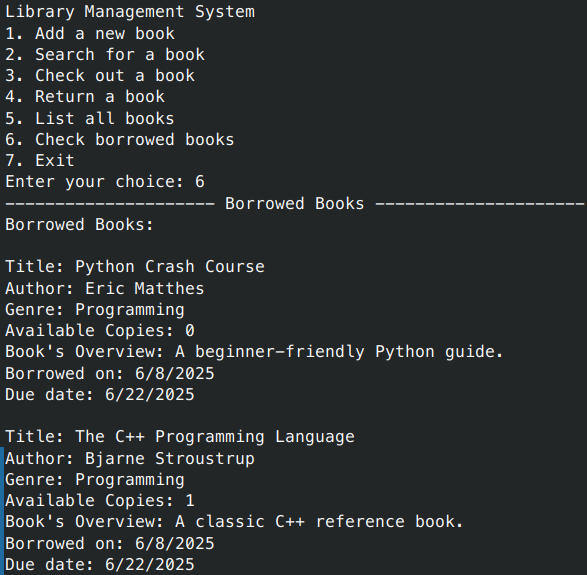 Library Management System
1. Add a new book
2. Search for a book
3. Check out a book
4. Return a book
5. List all books
6. Check borrowed books
7. Exit
Enter your choice: 6
--------------------- Borrowed Books ---------------------
Borrowed Books:

Title: Python Crash Course
Author: Eric Matthes
Genre: Programming
Available Copies: 0
Book's Overview: A beginner-friendly Python guide.
Borrowed on: 6/8/2025
Due date: 6/22/2025

Title: The C++ Programming Language
Author: Bjarne Stroustrup
Genre: Programming
Available Copies: 1
Book's Overview: A classic C++ reference book.
Borrowed on: 6/8/2025
Due date: 6/22/2025